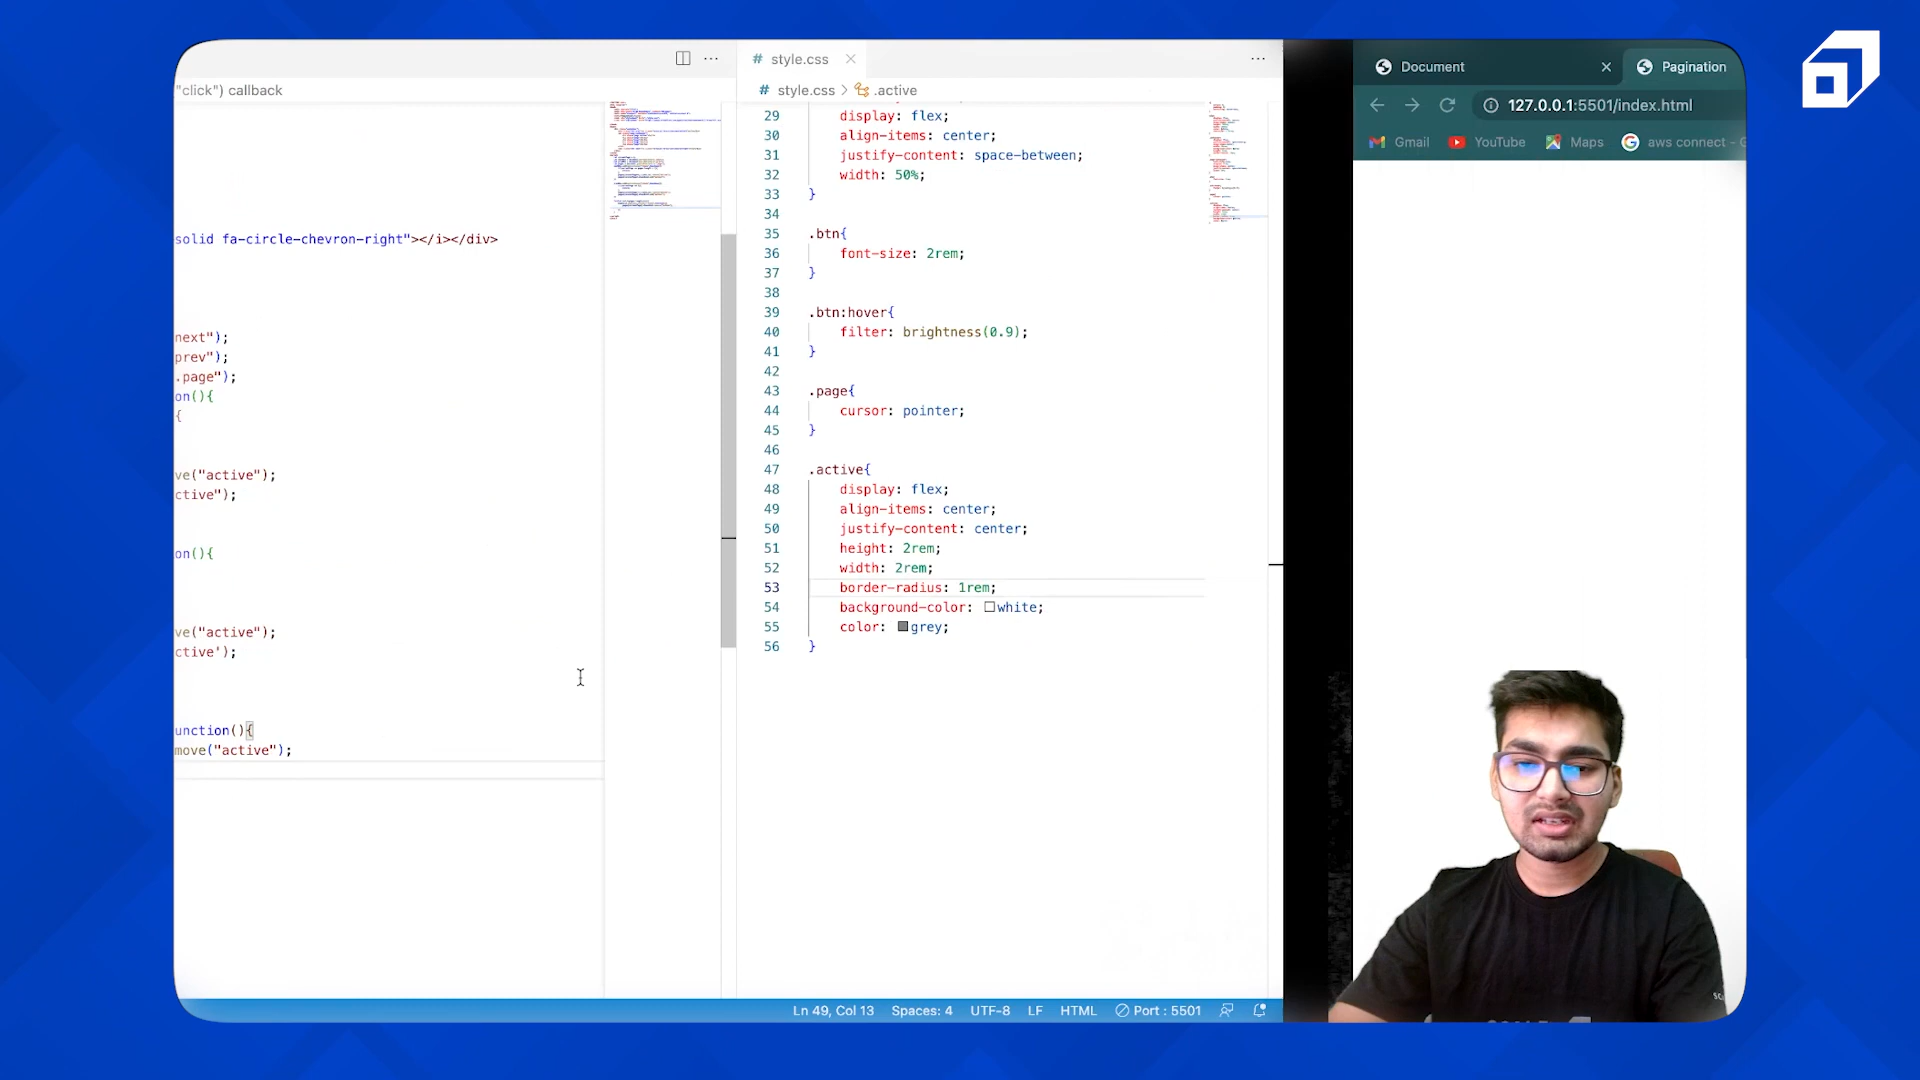 "click") callback
solid fa-circle-chevron-right"></i></div>
next");
prev");
.page");
on(){
{
ve("active");
ctive");
on(){
ve("active");
ctive');
unction(){
move("active");
# style.css
# style.css > .active
29 display: flex;
30 align-items: center;
31 justify-content: space-between;
32 width: 50%;
33 }
34
35 .btn{
36 font-size: 2rem;
37 }
38
39 .btn:hover{
40 filter: brightness(0.9);
41 }
42
43 .page{
44 cursor: pointer;
45 }
46
47 .active{
48 display: flex;
49 align-items: center;
50 justify-content: center;
51 height: 2rem;
52 width: 2rem;
53 border-radius: 1rem;
54 background-color: white;
55 color: grey;
56 }
Ln 49, Col 13 Spaces: 4 UTF-8 LF HTML Port : 5501
Document Pagination
127.0.0.1:5501/index.html
Gmail YouTube Maps aws connect -